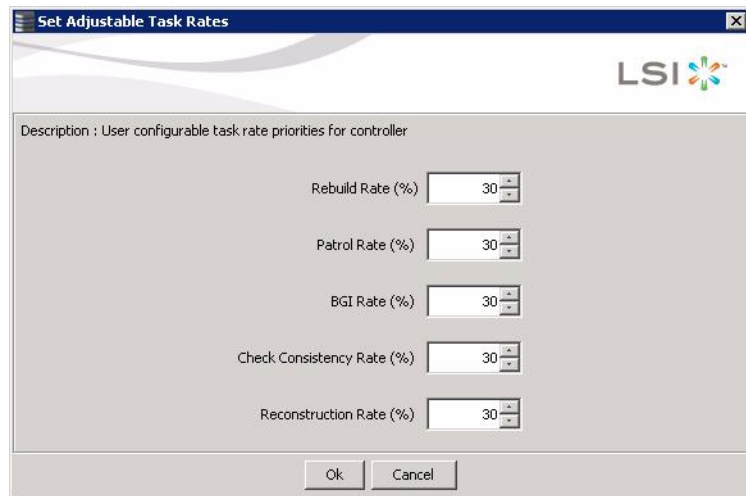 Set Adjustable Task Rates
LSI™
Description : User configurable task rate priorities for controller
Rebuild Rate (%) 30
Patrol Rate (%) 30
BGI Rate (%) 30
Check Consistency Rate (%) 30
Reconstruction Rate (%) 30
Ok Cancel